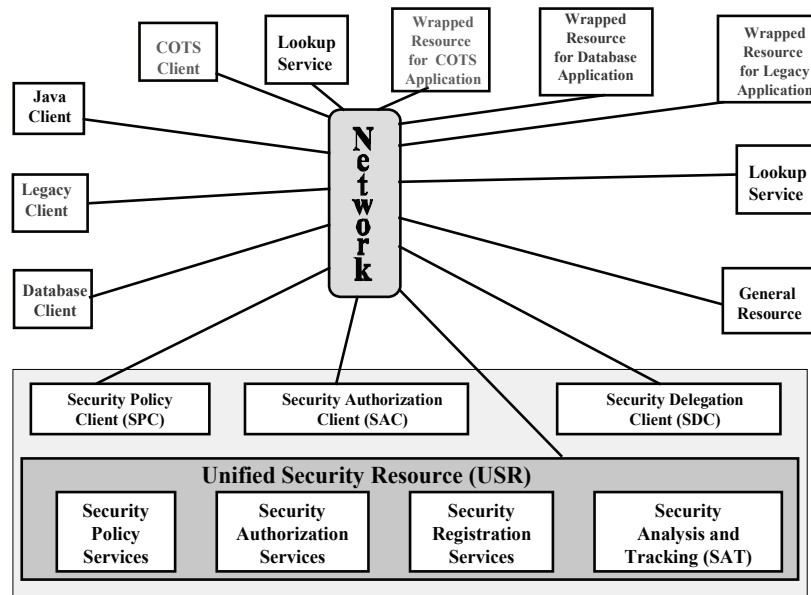 COTS
Client
Lookup
Service
Wrapped
Resource
for COTS
Application
Wrapped
Resource
for Database
Application
Wrapped
Resource
for Legacy
Application
Java
Client
Network
Legacy
Client
Lookup
Service
Database
Client
General
Resource
Security Policy
Client (SPC)
Security Authorization
Client (SAC)
Security Delegation
Client (SDC)
Unified Security Resource (USR)
Security
Policy
Services
Security
Authorization
Services
Security
Registration
Services
Security
Analysis and
Tracking (SAT)